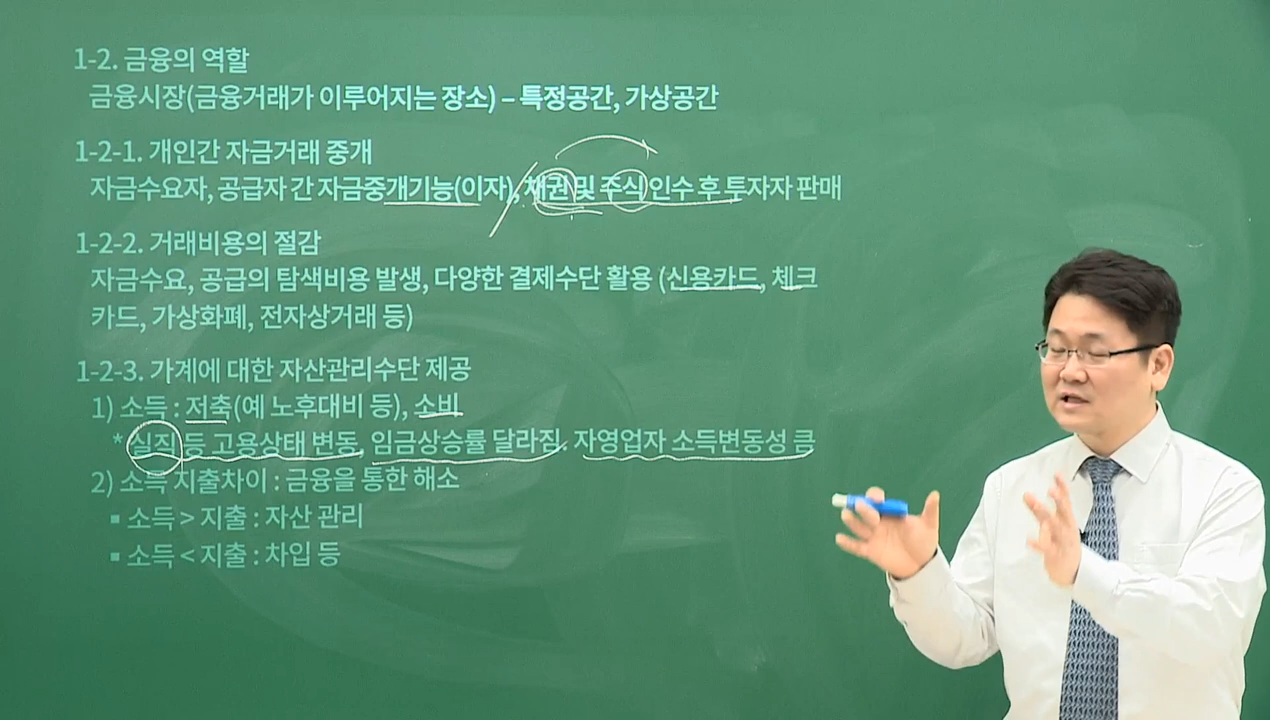 1-2. 금융의 역할
금융시장(금융거래가 이루어지는 장소) – 특정공간, 가상공간
1-2-1. 개인간 자금거래 중개
자금수요자, 공급자 간 자금중개기능(이자), 채권 및 주식 인수 후 투자자 판매
1-2-2. 거래비용의 절감
자금수요, 공급의 탐색비용 발생, 다양한 결제수단 활용 (신용카드, 체크
카드, 가상화폐, 전자상거래 등)
1-2-3. 가계에 대한 자산관리수단 제공
1) 소득 : 저축(예 노후대비 등), 소비
* 실직 등 고용상태 변동, 임금상승률 달라짐. 자영업자 소득변동성 큼
2) 소득 지출차이 : 금융을 통한 해소
▪ 소득 > 지출 : 자산 관리
▪ 소득 < 지출 : 차입 등